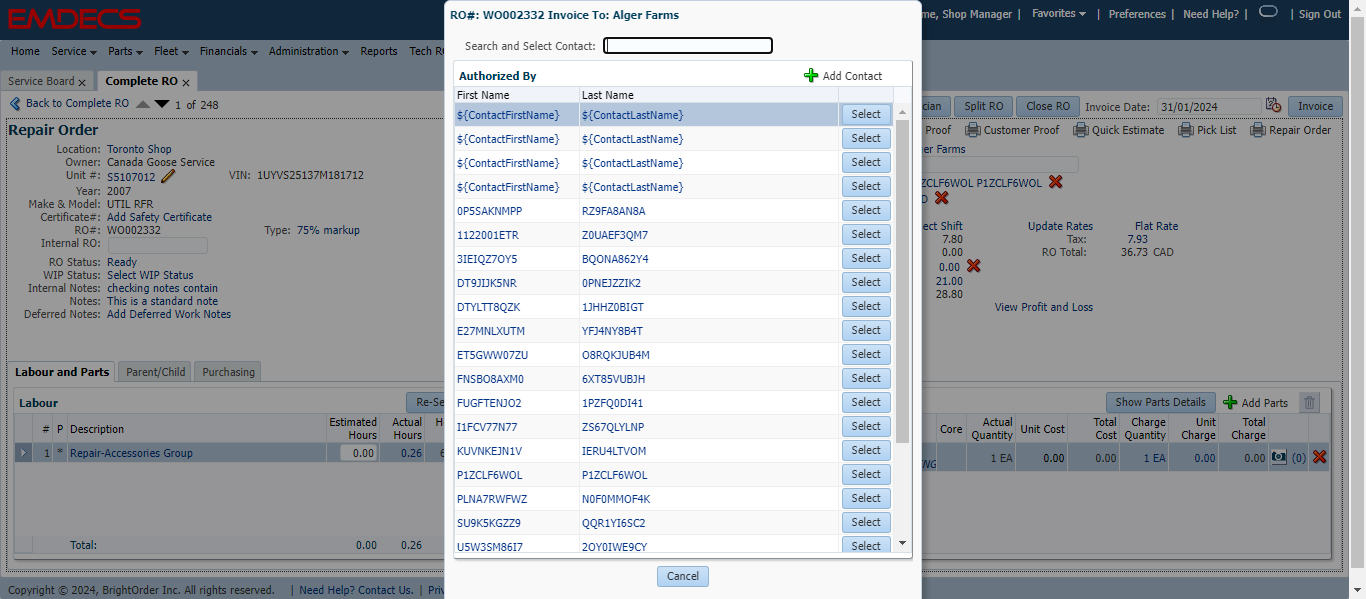 EMDECS
me, Shop Manager | Favorites | Preferences | Need Help? | Sign Out
Home Service Parts Fleet Financials Administration Reports Tech
Service Board x Complete RO x
Back to Complete RO 1 of 248
Split RO Close RO Invoice Date: 31/01/2024 Invoice
Proof Customer Proof Quick Estimate Pick List Repair Order
Repair Order
Location: Toronto Shop
Owner: Canada Goose Service
Unit #: S5107012 VIN: 1UYVS25137M181712
Year: 2007
Make & Model: UTIL RFR
Certificate#: Add Safety Certificate
RO#: WO002332 Type: 75% markup
Internal RO:
RO Status: Ready
WIP Status: Select WIP Status
Internal Notes: checking notes contain
Notes: This is a standard note
Deferred Notes: Add Deferred Work Notes
Farms
ZCLF6WOL P1ZCLF6WOL
Shift Update Rates Flat Rate
7.80 Tax: 7.93
0.00 RO Total: 36.73 CAD
0.00
21.00
28.80
View Profit and Loss
Labour and Parts Parent/Child Purchasing
Labour
Show Parts Details Add Parts
# P Description Estimated Hours Actual Hours
1 * Repair-Accessories Group 0.00 0.26
Total: 0.00 0.26
Core Actual Quantity Unit Cost Total Cost Charge Quantity Unit Charge Total Charge
1 EA 0.00 0.00 1 EA 0.00 0.00 (0)
Copyright © 2024, BrightOrder Inc. All rights reserved. | Need Help? Contact Us. |
RO#: WO002332 Invoice To: Alger Farms
Search and Select Contact:
Authorized By Add Contact
First Name Last Name
${ContactFirstName} ${ContactLastName} Select
${ContactFirstName} ${ContactLastName} Select
${ContactFirstName} ${ContactLastName} Select
${ContactFirstName} ${ContactLastName} Select
0P5SAKNMPP RZ9FA8AN8A Select
1122001ETR Z0UAEF3QM7 Select
3IEIQZ7OY5 BQONA862Y4 Select
DT9JIJK5NR 0PNEJZZIK2 Select
DTYLTT8QZK 1JHHZ0BIGT Select
E27MNLXUTM YFJ4NY8B4T Select
ET5GWW07ZU O8RQKJUB4M Select
FNSBO8AXM0 6XT85VUBJH Select
FUGFTENJO2 1PZFQ0DI41 Select
I1FCV77N77 ZS67QLYLNP Select
KUVNKEJN1V IERU4LTVOM Select
P1ZCLF6WOL P1ZCLF6WOL Select
PLNA7RWFWZ N0F0MMOF4K Select
SU9K5KGZZ9 QQR1YI6SC2 Select
U5W3SM86I7 2OY0IWE9CY Select
Cancel